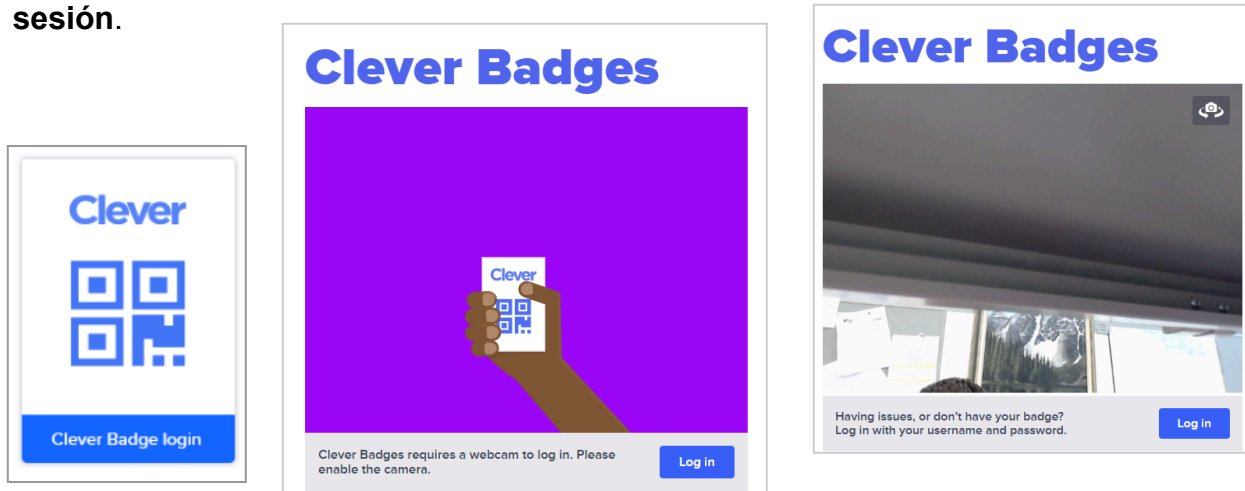 sesión.
Clever
Clever Badge login
Clever Badges
Clever
Clever Badges requires a webcam to log in. Please
enable the camera.
Log in
Clever Badges
Having issues, or don't have your badge?
Log in with your username and password.
Log in